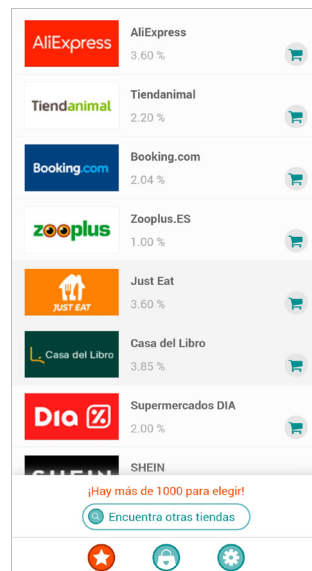 AliExpress
AliExpress
3.60 %
Tiendanimal
Tiendanimal
2.20 %
Booking.com
Booking.com
2.04 %
zooplus
Zooplus.ES
1.00 %
JUST EAT
Just Eat
3.60 %
Casa del Libro
Casa del Libro
3.85 %
Dia %
Supermercados DIA
2.00 %
SHEIN
SHEIN
¡Hay más de 1000 para elegir!
Encuentra otras tiendas